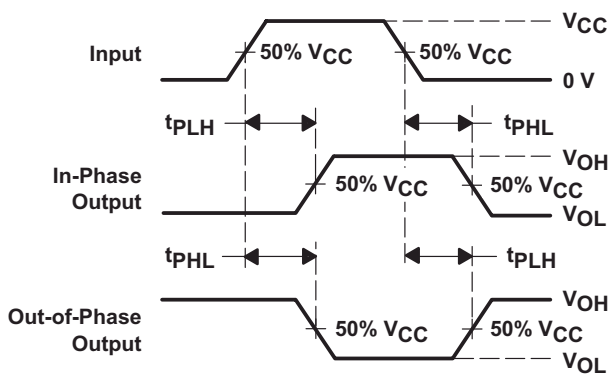 VCC
Input
50% VCC
50% VCC
0 V
tPLH
tPHL
VOH
In-Phase
Output
50% VCC
50% VCC
VOL
tPHL
tPLH
VOH
Out-of-Phase
Output
50% VCC
50% VCC
VOL